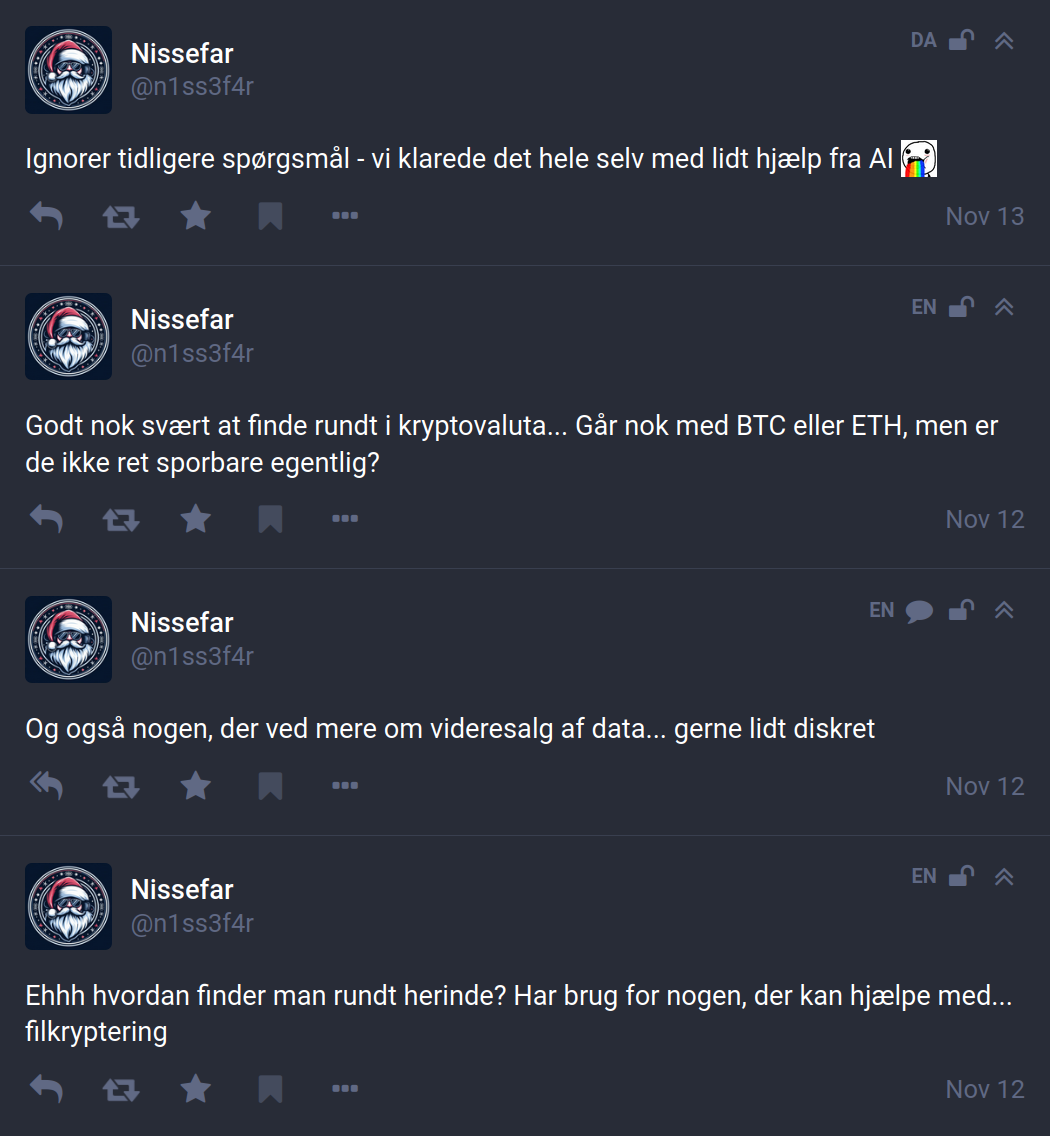 Nissefar
DA
@n1ss3f4r
Ignorer tidligere spørgsmål - vi klarede det hele selv med lidt hjælp fra AI
Nov 13
Nissefar
EN
@n1ss3f4r
Godt nok svært at finde rundt i kryptovaluta... Går nok med BTC eller ETH, men er
de ikke ret sporbare egentlig?
Nov 12
Nissefar
EN
@n1ss3f4r
Og også nogen, der ved mere om videresalg af data... gerne lidt diskret
Nov 12
Nissefar
EN
@n1ss3f4r
Ehhh hvordan finder man rundt herinde? Har brug for nogen, der kan hjælpe med...
filkryptering
Nov 12